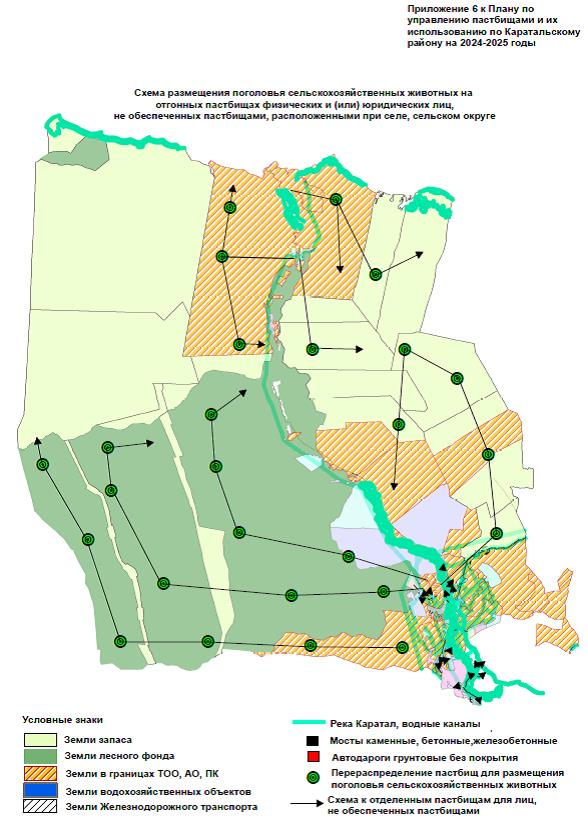 Приложение 6 к Плану по
управлению пастбищами и их
использованию по Каратальскому
району на 2024-2025 годы
Схема размещения поголовья сельскохозяйственных животных на
отгонных пастбищах физических и (или) юридических лиц,
не обеспеченных пастбищами, расположенными при селе, сельском округе
Условные знаки
Земли запаса
Земли лесного фонда
Земли в границах ТОО, АО, ПК
Земли водохозяйственных объектов
Земли Железнодорожного транспорта
Река Каратал, водные каналы
Мосты каменные, бетонные,железобетонные
Автодароги грунтовые без покрытия
Перераспределение пастбищ для размещения
поголовья сельскохозяйственных животных
Схема к отделенным пастбищам для лиц,
не обеспеченных пастбищами